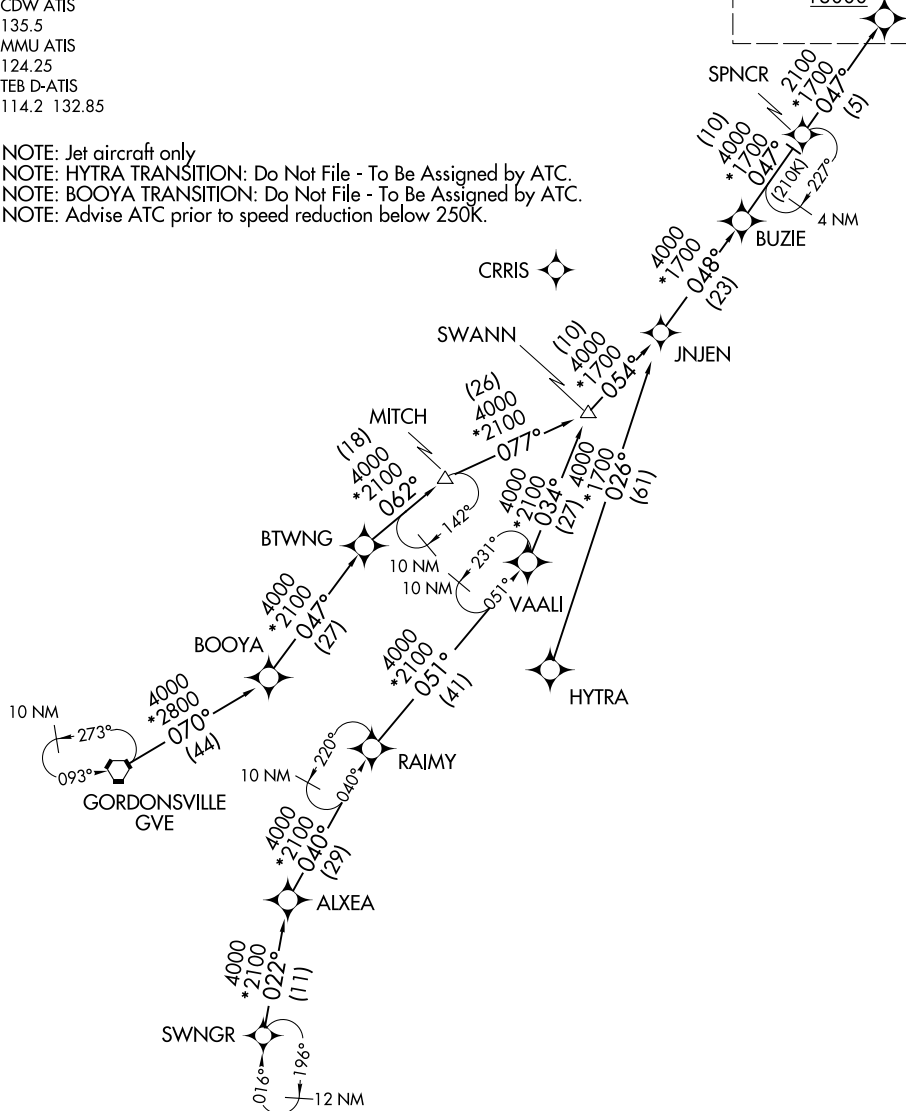 CDW ATIS
135.5
MMU ATIS
124.25
TEB D-ATIS
114.2 132.85
NOTE: Jet aircraft only
NOTE: HYTRA TRANSITION: Do Not File - To Be Assigned by ATC.
NOTE: BOOYA TRANSITION: Do Not File - To Be Assigned by ATC.
NOTE: Advise ATC prior to speed reduction below 250K.
SPNCR
2100
*1700
047°
(5)
(10)
4000
*1700
047°
(210K)
227°
4 NM
BUZIE
4000
*1700
048°
(23)
CRRIS
SWANN
(10)
4000
*1700
054°
JNJEN
MITCH
(26)
4000
*2100
077°
(18)
4000
*2100
062°
142°
10 NM
4000
*2100
034°
(27)
4000
*1700
026°
(61)
BTWNG
231°
10 NM
051°
VAALI
4000
*2100
047°
(27)
BOOYA
4000
*2100
051°
(41)
HYTRA
4000
*2800
070°
(44)
10 NM
273°
093°
GORDONSVILLE
GVE
220°
10 NM
040°
RAIMY
4000
*2100
040°
(29)
ALXEA
4000
*2100
022°
(11)
SWNGR
016°
196°
12 NM